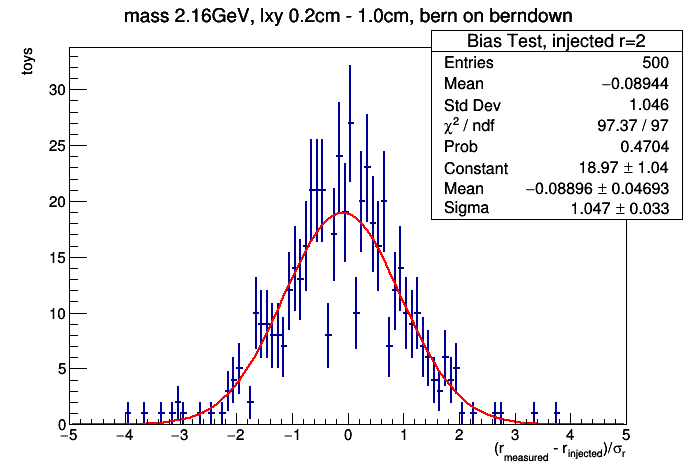 mass 2.16GeV, lxy 0.2cm - 1.0cm, bern on berndown
Bias Test, injected r=2
Entries 500
Mean −0.08944
Std Dev 1.046
χ² / ndf 97.37 / 97
Prob 0.4704
Constant 18.97 ± 1.04
Mean −0.08896 ± 0.04693
Sigma 1.047 ± 0.033
toys
30
25
20
15
10
5
0
−5 −4 −3 −2 −1 0 1 2 3 4 5
(r_measured - r_injected)/σ_r